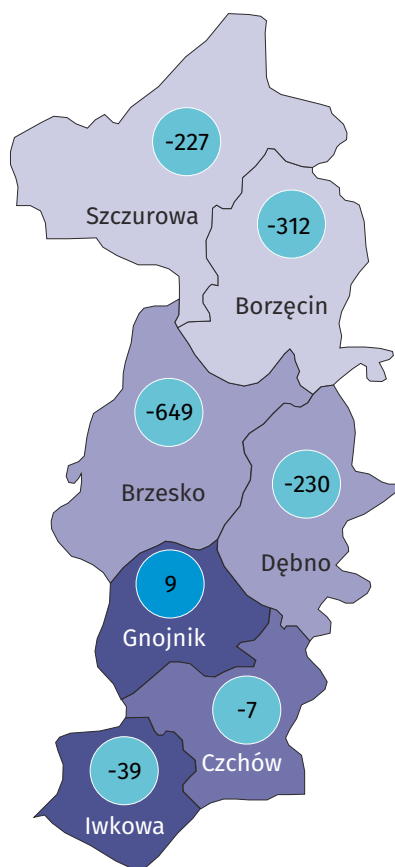 -227
Szczurowa
-312
Borzęcin
-649
Brzesko
-230
Dębno
9
Gnojnik
-7
Czchów
-39
Iwkowa